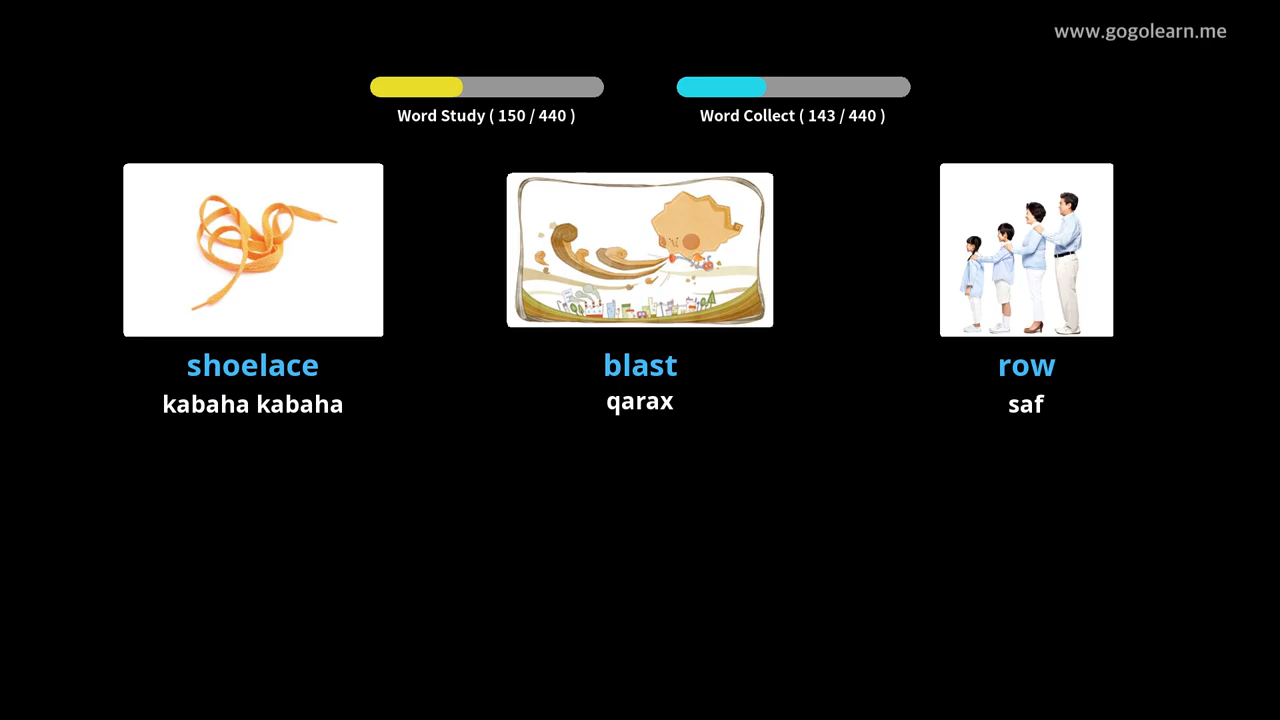 www.gogolearn.me
Word Study ( 150 / 440 )
Word Collect ( 143 / 440 )
shoelace
kabaha kabaha
blast
qarax
row
saf